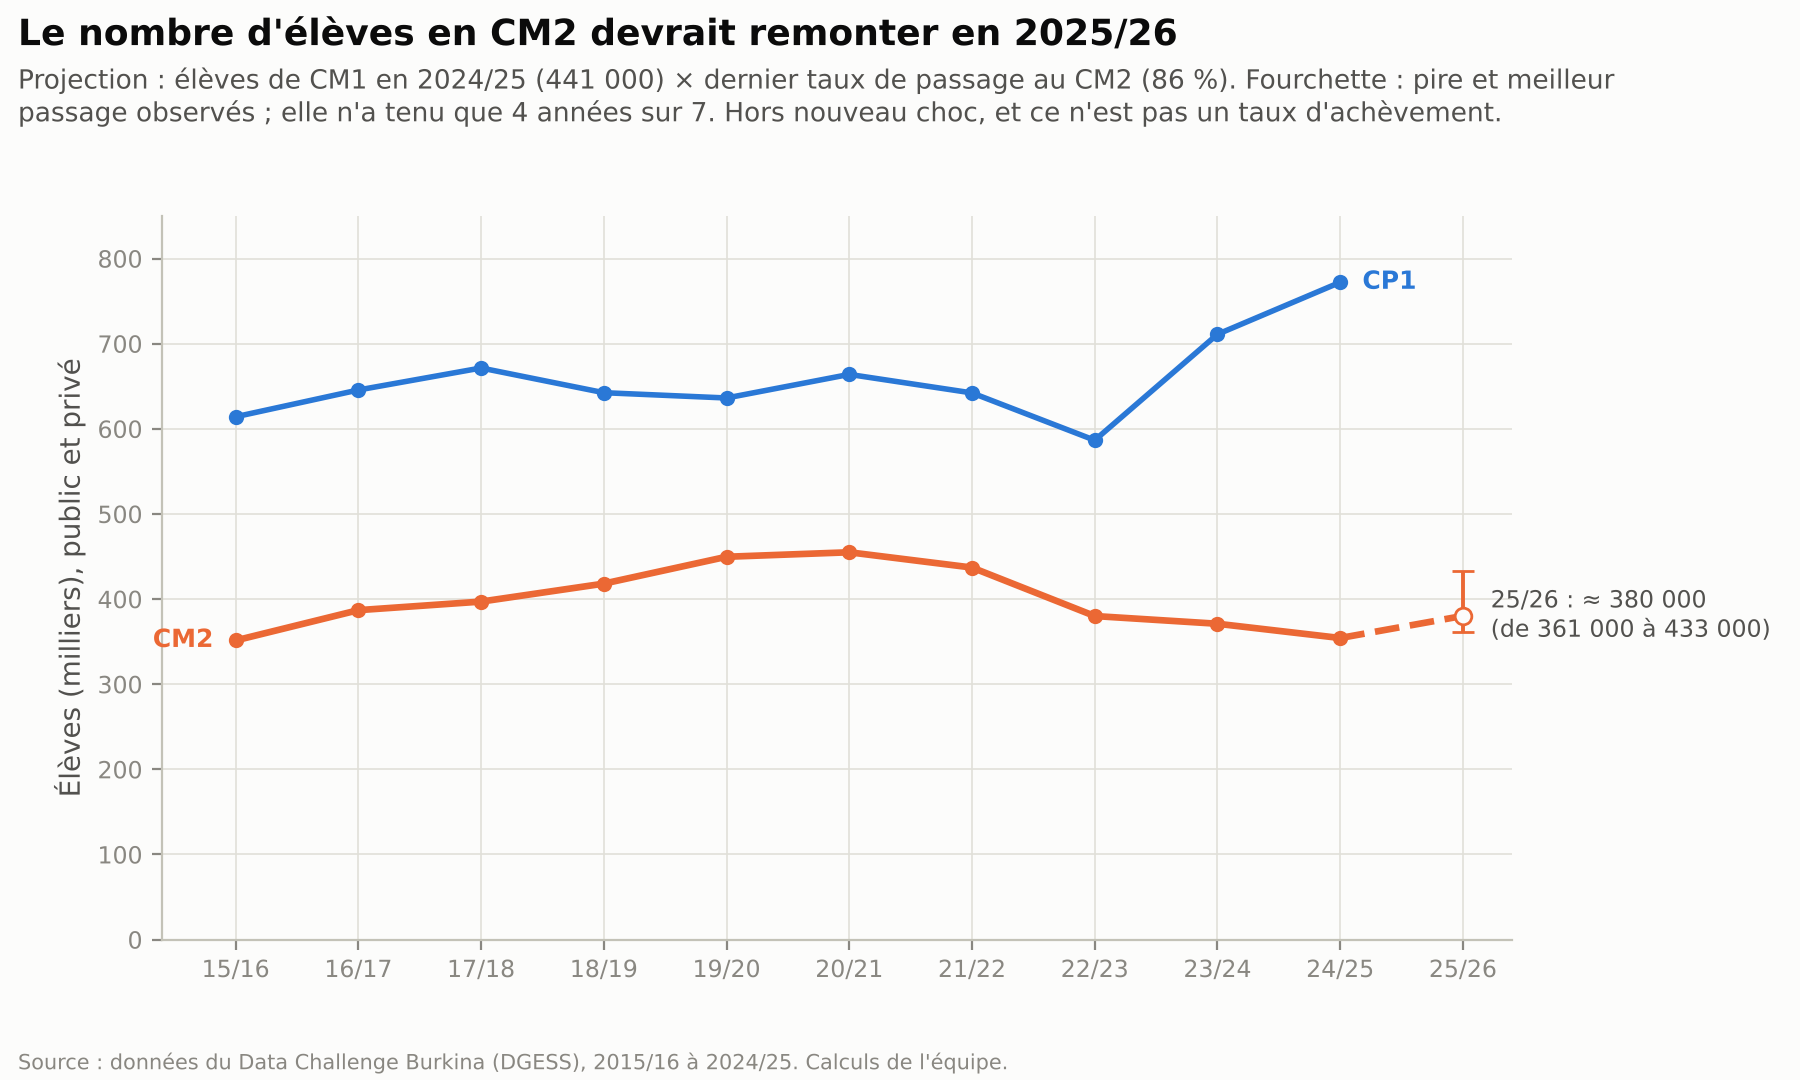 Le nombre d'élèves en CM2 devrait remonter en 2025/26
Projection : élèves de CM1 en 2024/25 (441 000) × dernier taux de passage au CM2 (86 %). Fourchette : pire et meilleur
passage observés ; elle n'a tenu que 4 années sur 7. Hors nouveau choc, et ce n'est pas un taux d'achèvement.
Élèves (milliers), public et privé
800
700
600
500
400
300
200
100
0
CP1
CM2
25/26 : ≈ 380 000
(de 361 000 à 433 000)
15/16 16/17 17/18 18/19 19/20 20/21 21/22 22/23 23/24 24/25 25/26
Source : données du Data Challenge Burkina (DGESS), 2015/16 à 2024/25. Calculs de l'équipe.